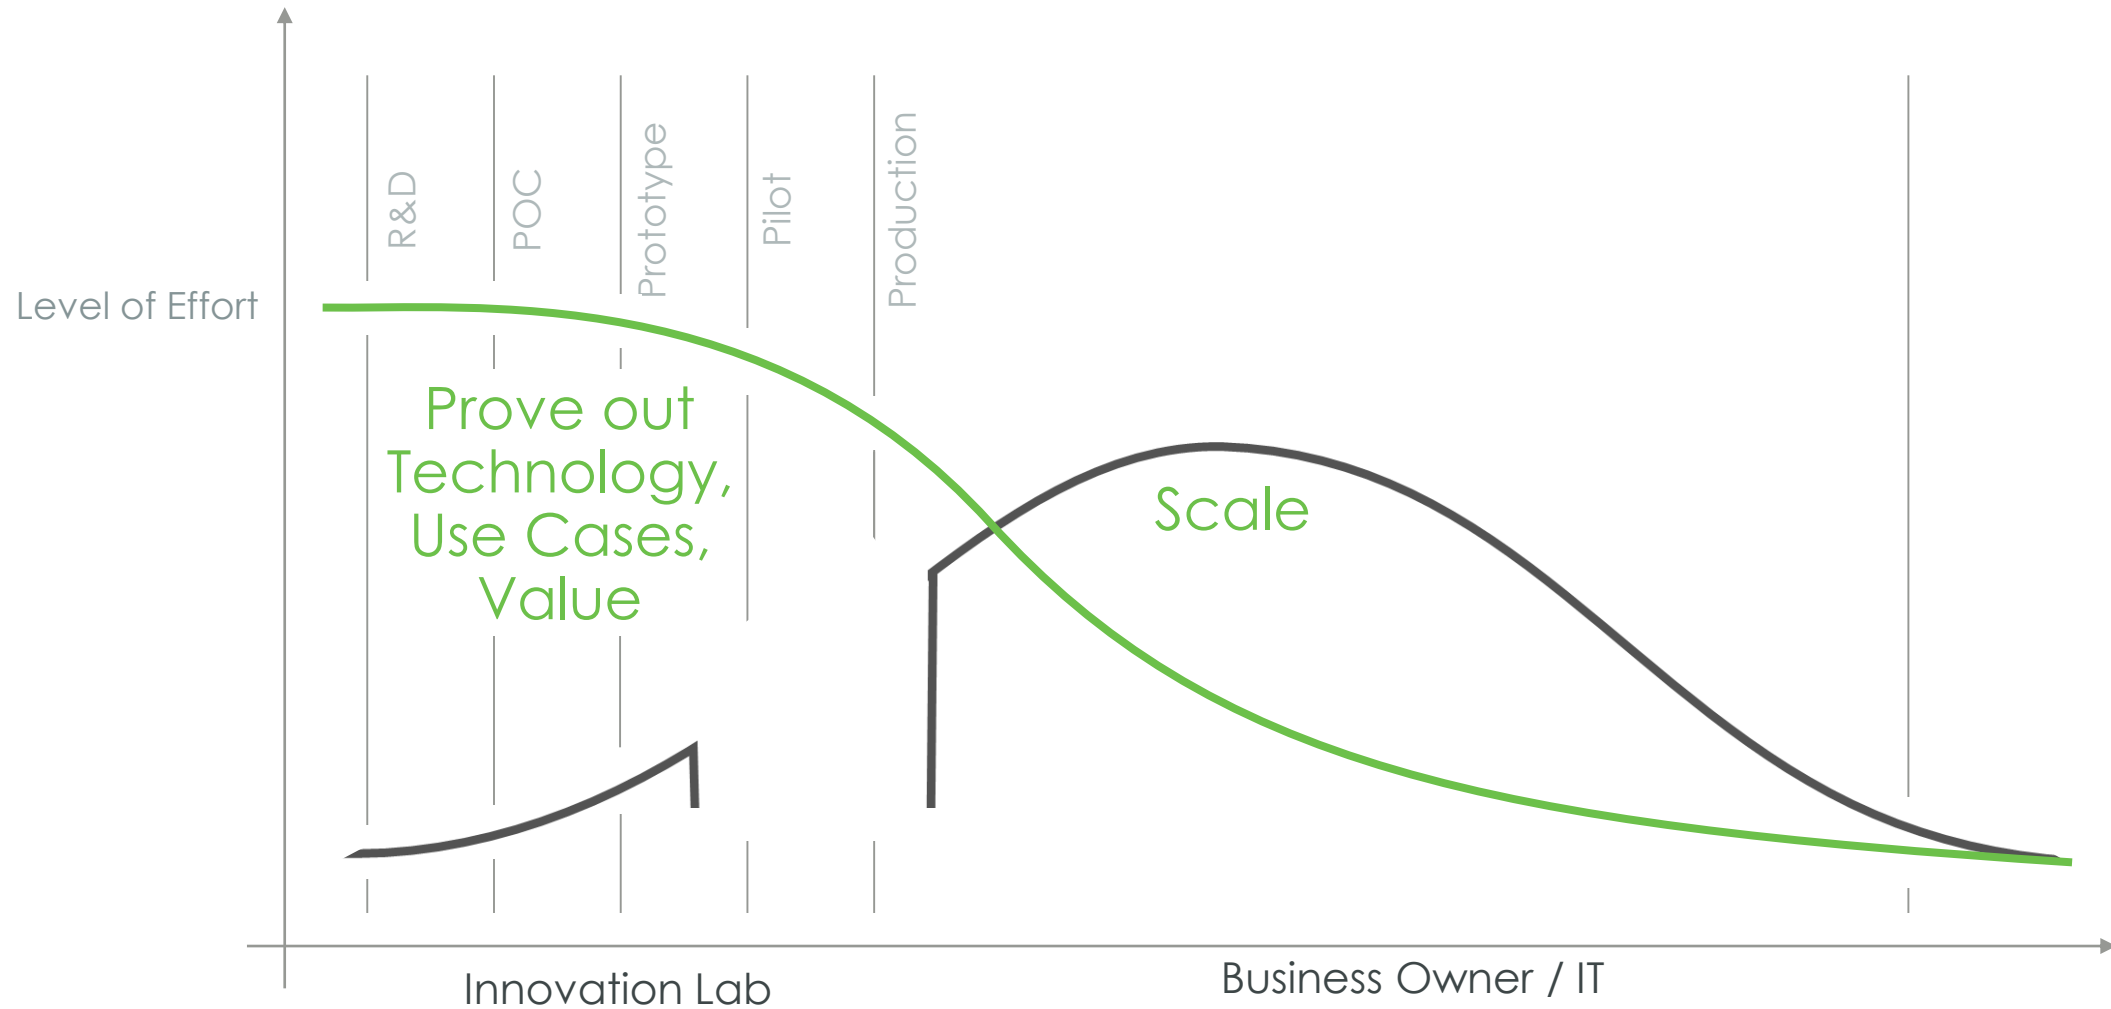 R&D
POC
Prototype
Pilot
Production
Level of Effort
Prove out
Technology,
Use Cases,
Value
Scale
Innovation Lab
Business Owner / IT